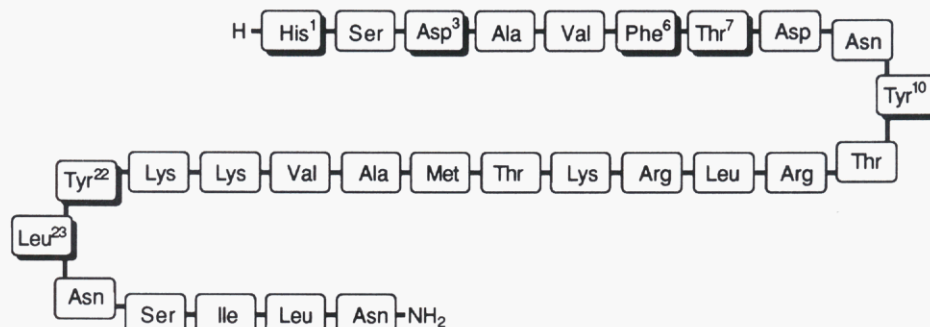 H His¹ Ser Asp³ Ala Val Phe⁶ Thr⁷ Asp Asn
Tyr¹⁰
Tyr²² Lys Lys Val Ala Met Thr Lys Arg Leu Arg Thr
Leu²³
Asn Ser Ile Leu Asn NH₂